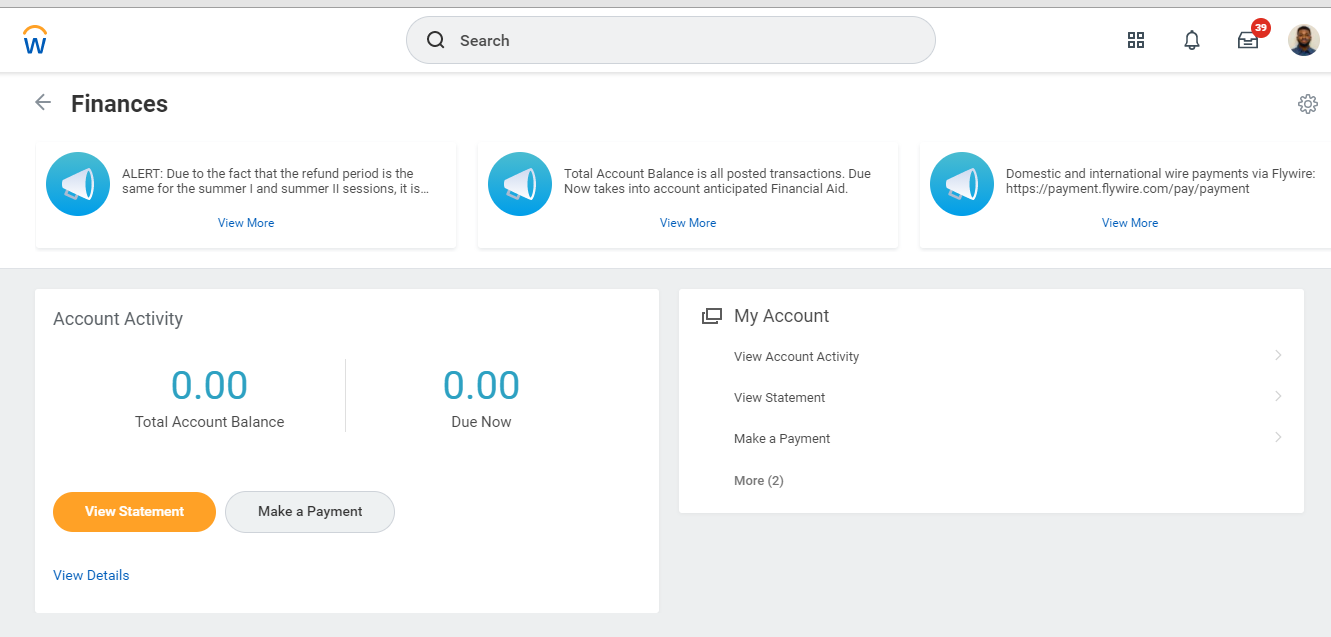 W
Search
39
Finances
ALERT: Due to the fact that the refund period is the
same for the summer I and summer II sessions, it is...
View More
Total Account Balance is all posted transactions. Due
Now takes into account anticipated Financial Aid.
View More
Domestic and international wire payments via Flywire:
https://payment.flywire.com/pay/payment
View More
Account Activity
0.00
Total Account Balance
0.00
Due Now
View Statement
Make a Payment
View Details
My Account
View Account Activity
View Statement
Make a Payment
More (2)